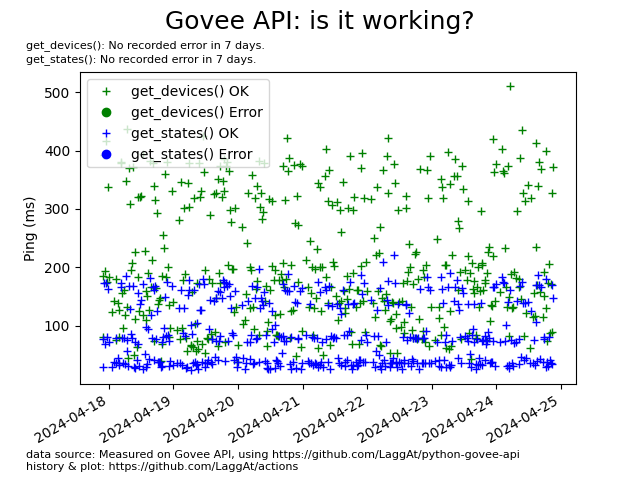 Govee API: is it working?
get_devices(): No recorded error in 7 days.
get_states(): No recorded error in 7 days.
get_devices() OK
get_devices() Error
get_states() OK
get_states() Error
Ping (ms)
500
400
300
200
100
2024-04-18
2024-04-19
2024-04-20
2024-04-21
2024-04-22
2024-04-23
2024-04-24
2024-04-25
data source: Measured on Govee API, using https://github.com/LaggAt/python-govee-api
history & plot: https://github.com/LaggAt/actions